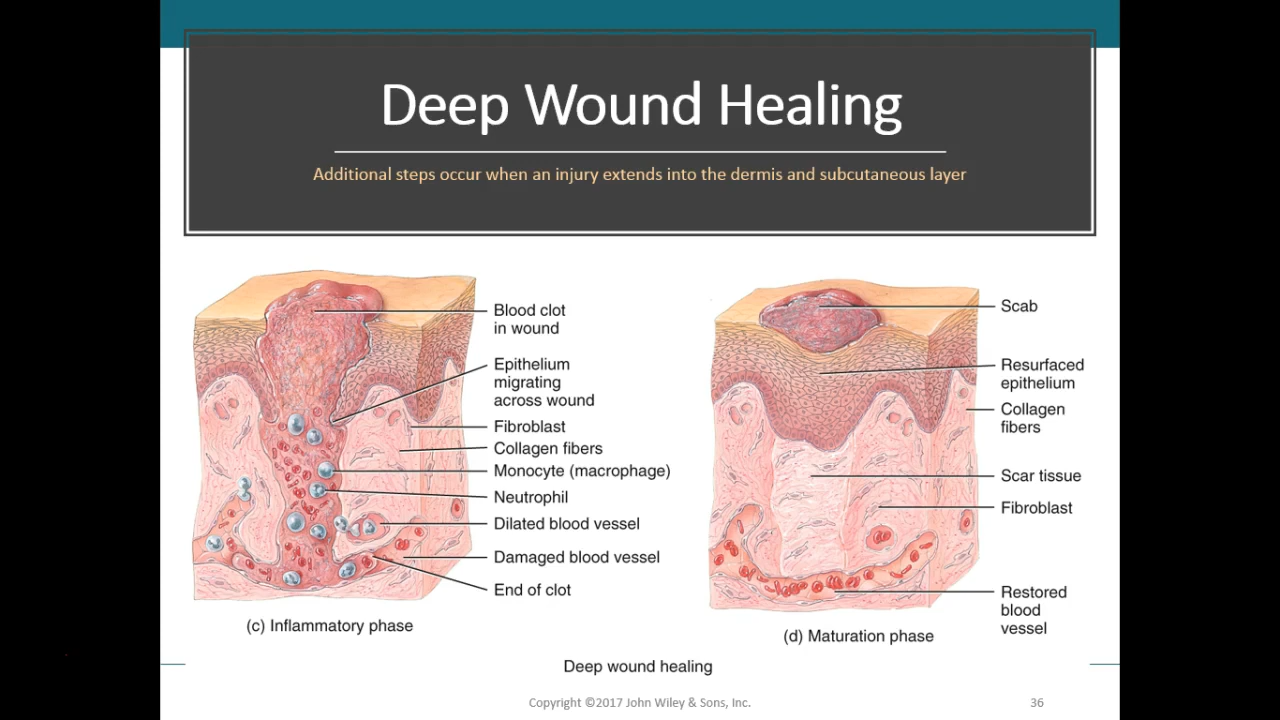 Deep Wound Healing
Additional steps occur when an injury extends into the dermis and subcutaneous layer
Blood clot
in wound
Epithelium
migrating
across wound
Fibroblast
Collagen fibers
Monocyte (macrophage)
Neutrophil
Dilated blood vessel
Damaged blood vessel
End of clot
(c) Inflammatory phase
Scab
Resurfaced
epithelium
Collagen
fibers
Scar tissue
Fibroblast
Restored
blood
vessel
(d) Maturation phase
Deep wound healing
Copyright ©2017 John Wiley & Sons, Inc.
36